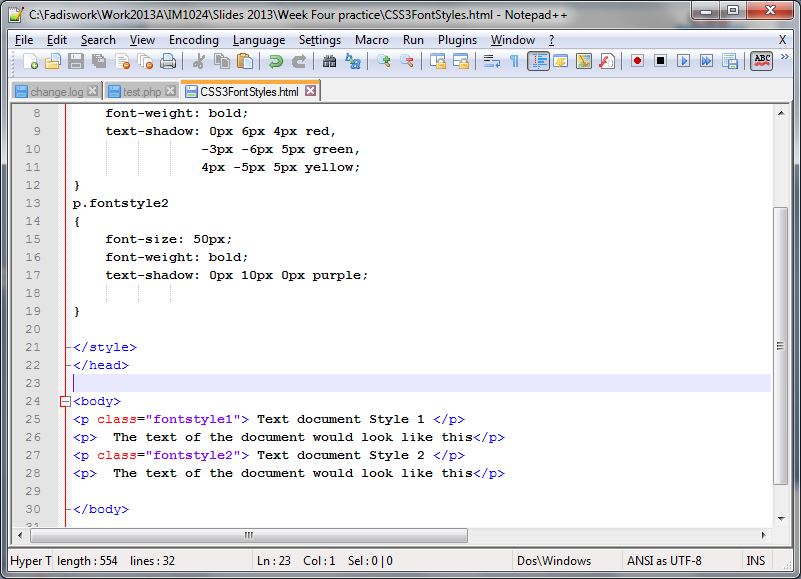 C:\Fadiswork\Work2013A\IM1024\Slides 2013\Week Four practice\CSS3FontStyles.html - Notepad++
File Edit Search View Encoding Language Settings Macro Run Plugins Window ? X
ABC »
change.log test.php CSS3FontStyles.html
8 font-weight: bold;
9 text-shadow: 0px 6px 4px red,
10 -3px -6px 5px green,
11 4px -5px 5px yellow;
12 }
13 p.fontstyle2
14 {
15 font-size: 50px;
16 font-weight: bold;
17 text-shadow: 0px 10px 0px purple;
18
19 }
20
21 </style>
22 </head>
23
24 <body>
25 <p class="fontstyle1"> Text document Style 1 </p>
26 <p>  The text of the document would look like this</p>
27 <p class="fontstyle2"> Text document Style 2 </p>
28 <p>  The text of the document would look like this</p>
29
30 </body>
31
Hyper T length : 554 lines : 32 Ln : 23 Col : 1 Sel : 0 | 0 Dos\Windows ANSI as UTF-8 INS